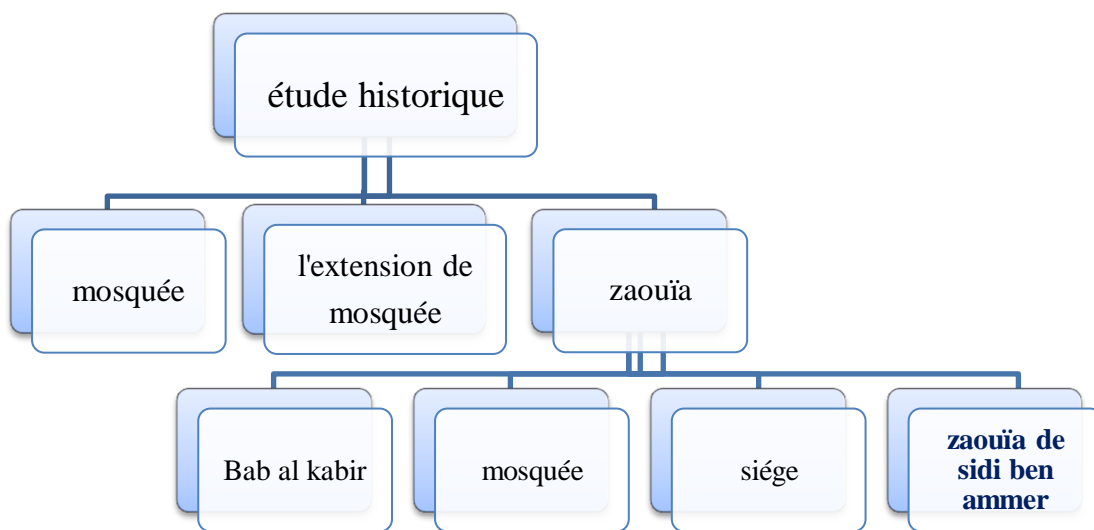 étude historique
mosquée
l'extension de
mosquée
zaouïa
Bab al kabir
mosquée
siége
zaouïa de
sidi ben
ammer